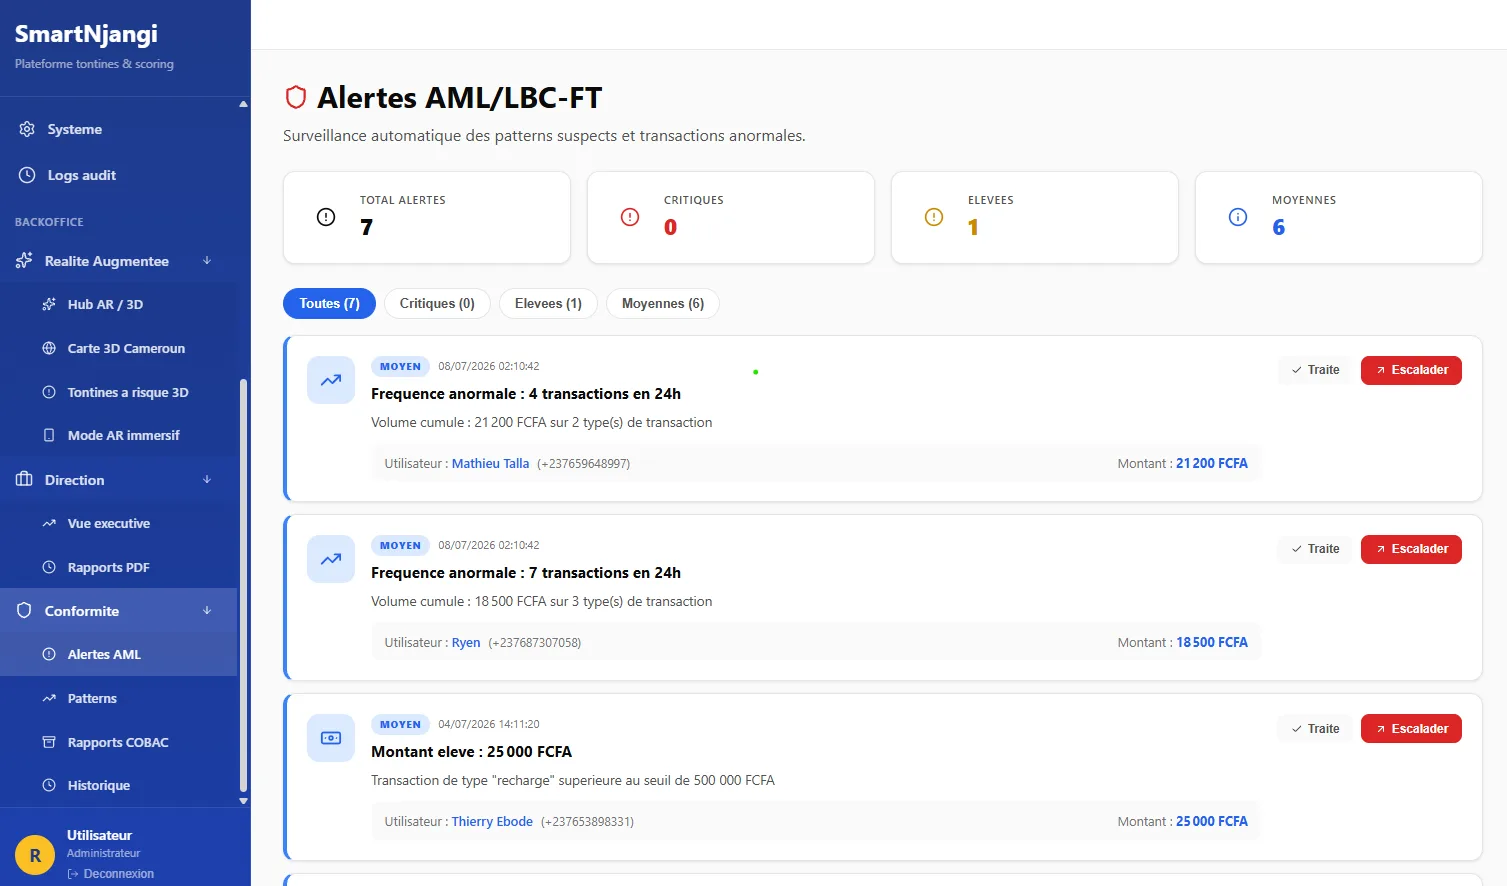 SmartNjangi
Plateforme tontines & scoring
Systeme
Logs audit
BACKOFFICE
Realite Augmentee
Hub AR / 3D
Carte 3D Cameroun
Tontines a risque 3D
Mode AR immersif
Direction
Vue executive
Rapports PDF
Conformite
Alertes AML
Patterns
Rapports COBAC
Historique
R
Utilisateur
Administrateur
Deconnexion
Alertes AML/LBC-FT
Surveillance automatique des patterns suspects et transactions anormales.
TOTAL ALERTES
7
CRITIQUES
0
ELEVEES
1
MOYENNES
6
Toutes (7) Critiques (0) Elevees (1) Moyennes (6)
MOYEN 08/07/2026 02:10:42
Traite Escalader
Frequence anormale : 4 transactions en 24h
Volume cumule : 21 200 FCFA sur 2 type(s) de transaction
Utilisateur : Mathieu Talla (+237659648997) Montant : 21 200 FCFA
MOYEN 08/07/2026 02:10:42
Traite Escalader
Frequence anormale : 7 transactions en 24h
Volume cumule : 18 500 FCFA sur 3 type(s) de transaction
Utilisateur : Ryen (+237687307058) Montant : 18 500 FCFA
MOYEN 04/07/2026 14:11:20
Traite Escalader
Montant eleve : 25 000 FCFA
Transaction de type "recharge" superieure au seuil de 500 000 FCFA
Utilisateur : Thierry Ebode (+237653898331) Montant : 25 000 FCFA